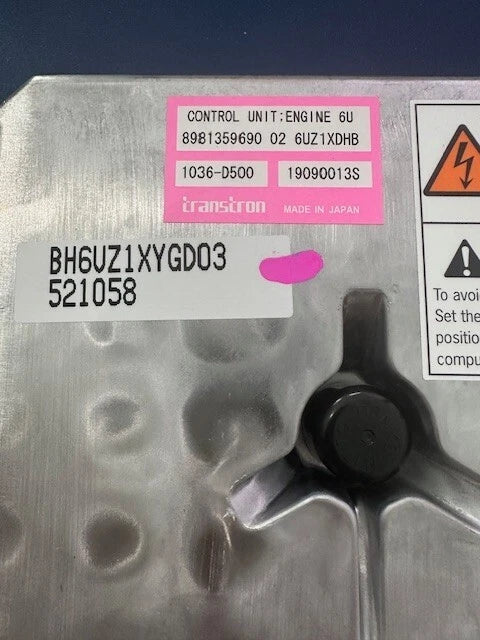 CONTROL UNIT;ENGINE 6U
8981359690 02 6UZ1XDHB
1036-D500 19090013S
transtron MADE IN JAPAN
BH6UZ1XYGD03
521058
To avoi
Set the
positio
compu